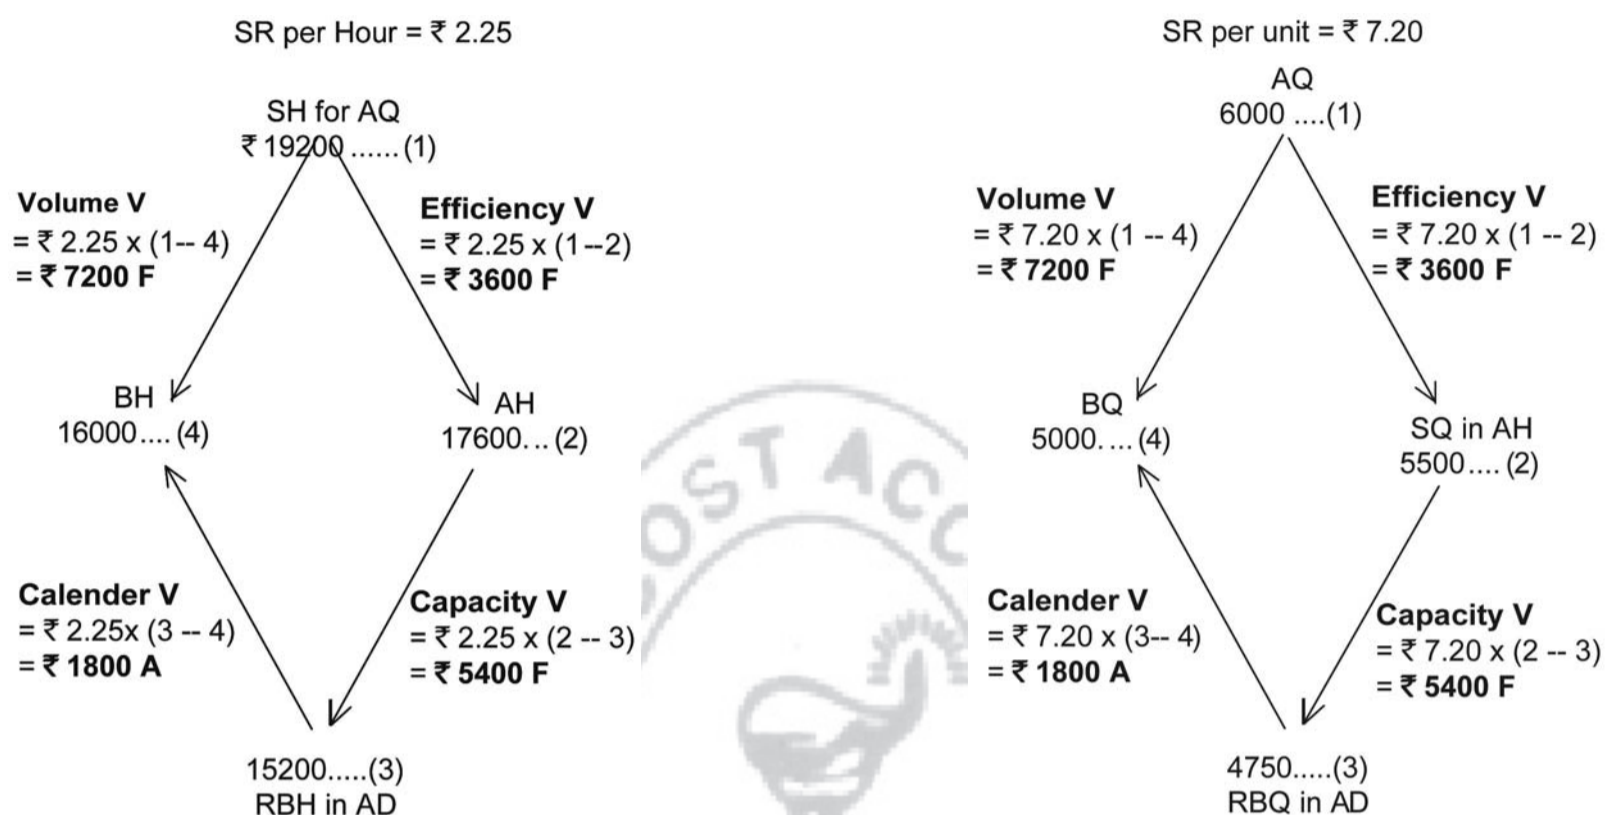 SR per Hour = ₹ 2.25
SH for AQ
₹ 19200 ...... (1)
Volume V
= ₹ 2.25 x (1-- 4)
= ₹ 7200 F
Efficiency V
= ₹ 2.25 x (1--2)
= ₹ 3600 F
BH
16000.... (4)
AH
17600... (2)
Calender V
= ₹ 2.25x (3 -- 4)
= ₹ 1800 A
Capacity V
= ₹ 2.25 x (2 -- 3)
= ₹ 5400 F
15200.....(3)
RBH in AD
SR per unit = ₹ 7.20
AQ
6000 ....(1)
Volume V
= ₹ 7.20 x (1 -- 4)
= ₹ 7200 F
Efficiency V
= ₹ 7.20 x (1 -- 2)
= ₹ 3600 F
BQ
5000. ... (4)
SQ in AH
5500.... (2)
Calender V
= ₹ 7.20 x (3-- 4)
= ₹ 1800 A
Capacity V
= ₹ 7.20 x (2 -- 3)
= ₹ 5400 F
4750.....(3)
RBQ in AD
OST ACC